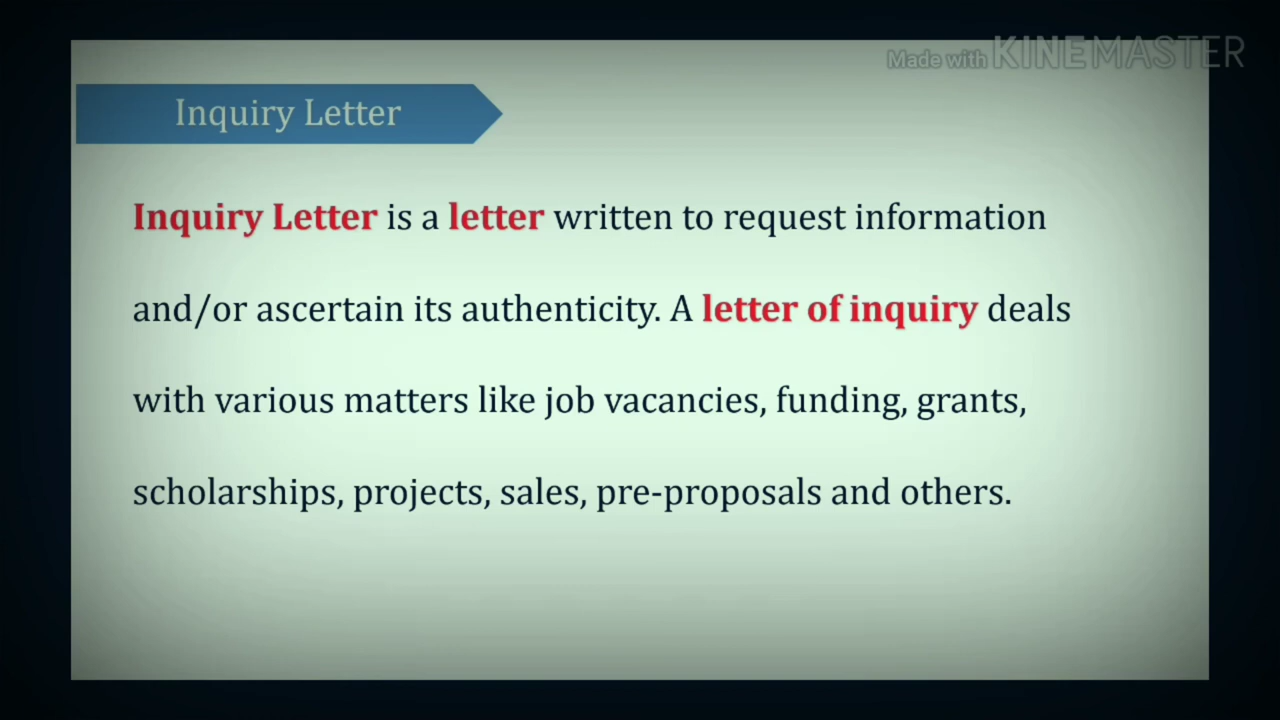 Made with KINEMASTER
Inquiry Letter
Inquiry Letter is a letter written to request information
and/or ascertain its authenticity. A letter of inquiry deals
with various matters like job vacancies, funding, grants,
scholarships, projects, sales, pre-proposals and others.